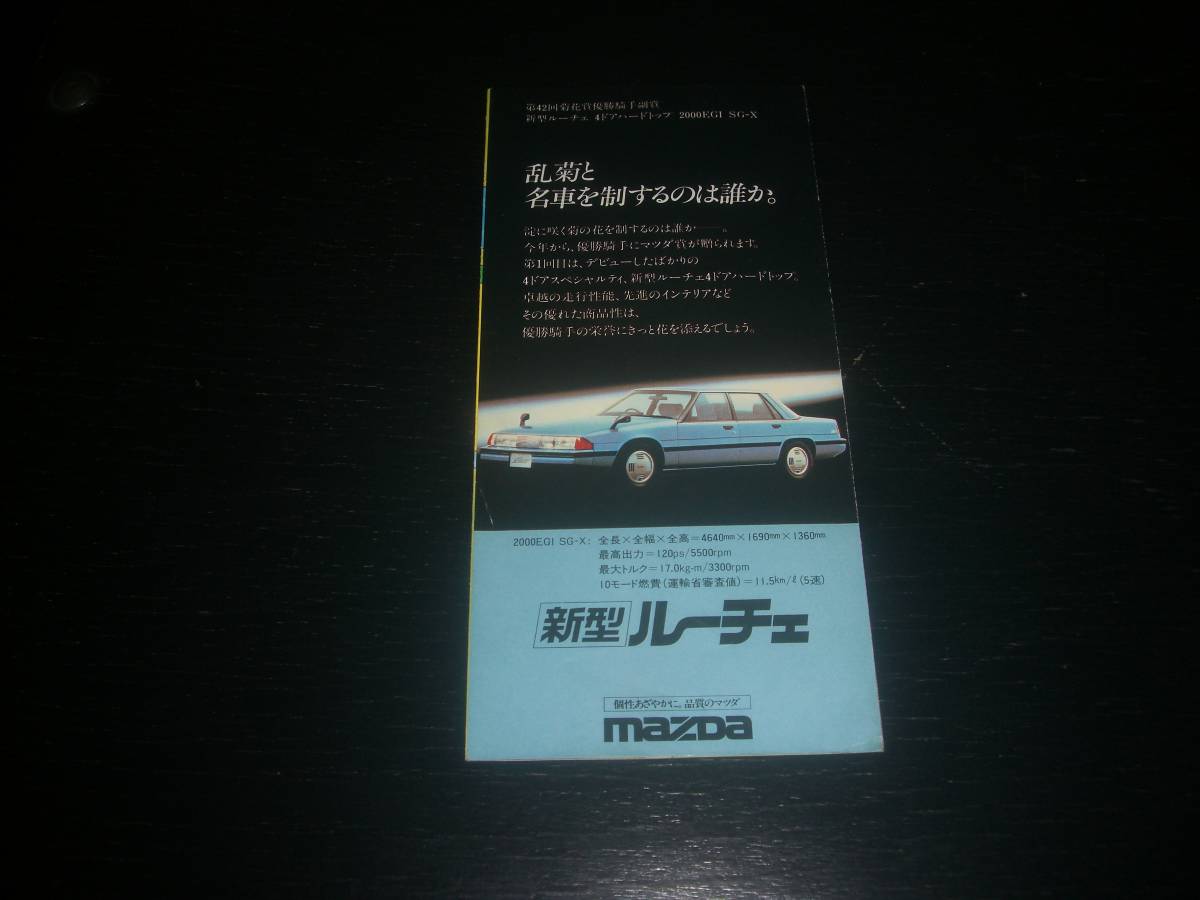 第42回菊花賞優勝騎手副賞
新型ルーチェ 4ドアハードトップ 2000EGI SG-X
乱菊と
名車を制するのは誰か。
淀に咲く菊の花を制するのは誰か――。
今年から、優勝騎手にマツダ賞が贈られます。
第1回目は、デビューしたばかりの
4ドアスペシャルティ、新型ルーチェ4ドアハードトップ。
卓越の走行性能、先進のインテリアなど
その優れた商品性は、
優勝騎手の栄誉にきっと花を添えるでしょう。
2000EGI SG-X: 全長×全幅×全高=4640mm×1690mm×1360mm
最高出力=120ps/5500rpm
最大トルク=17.0kg-m/3300rpm
10モード燃費(運輸省審査値)=11.5km/ℓ(5速)
新型 ルーチェ
個性あざやかに。品質のマツダ
mazda